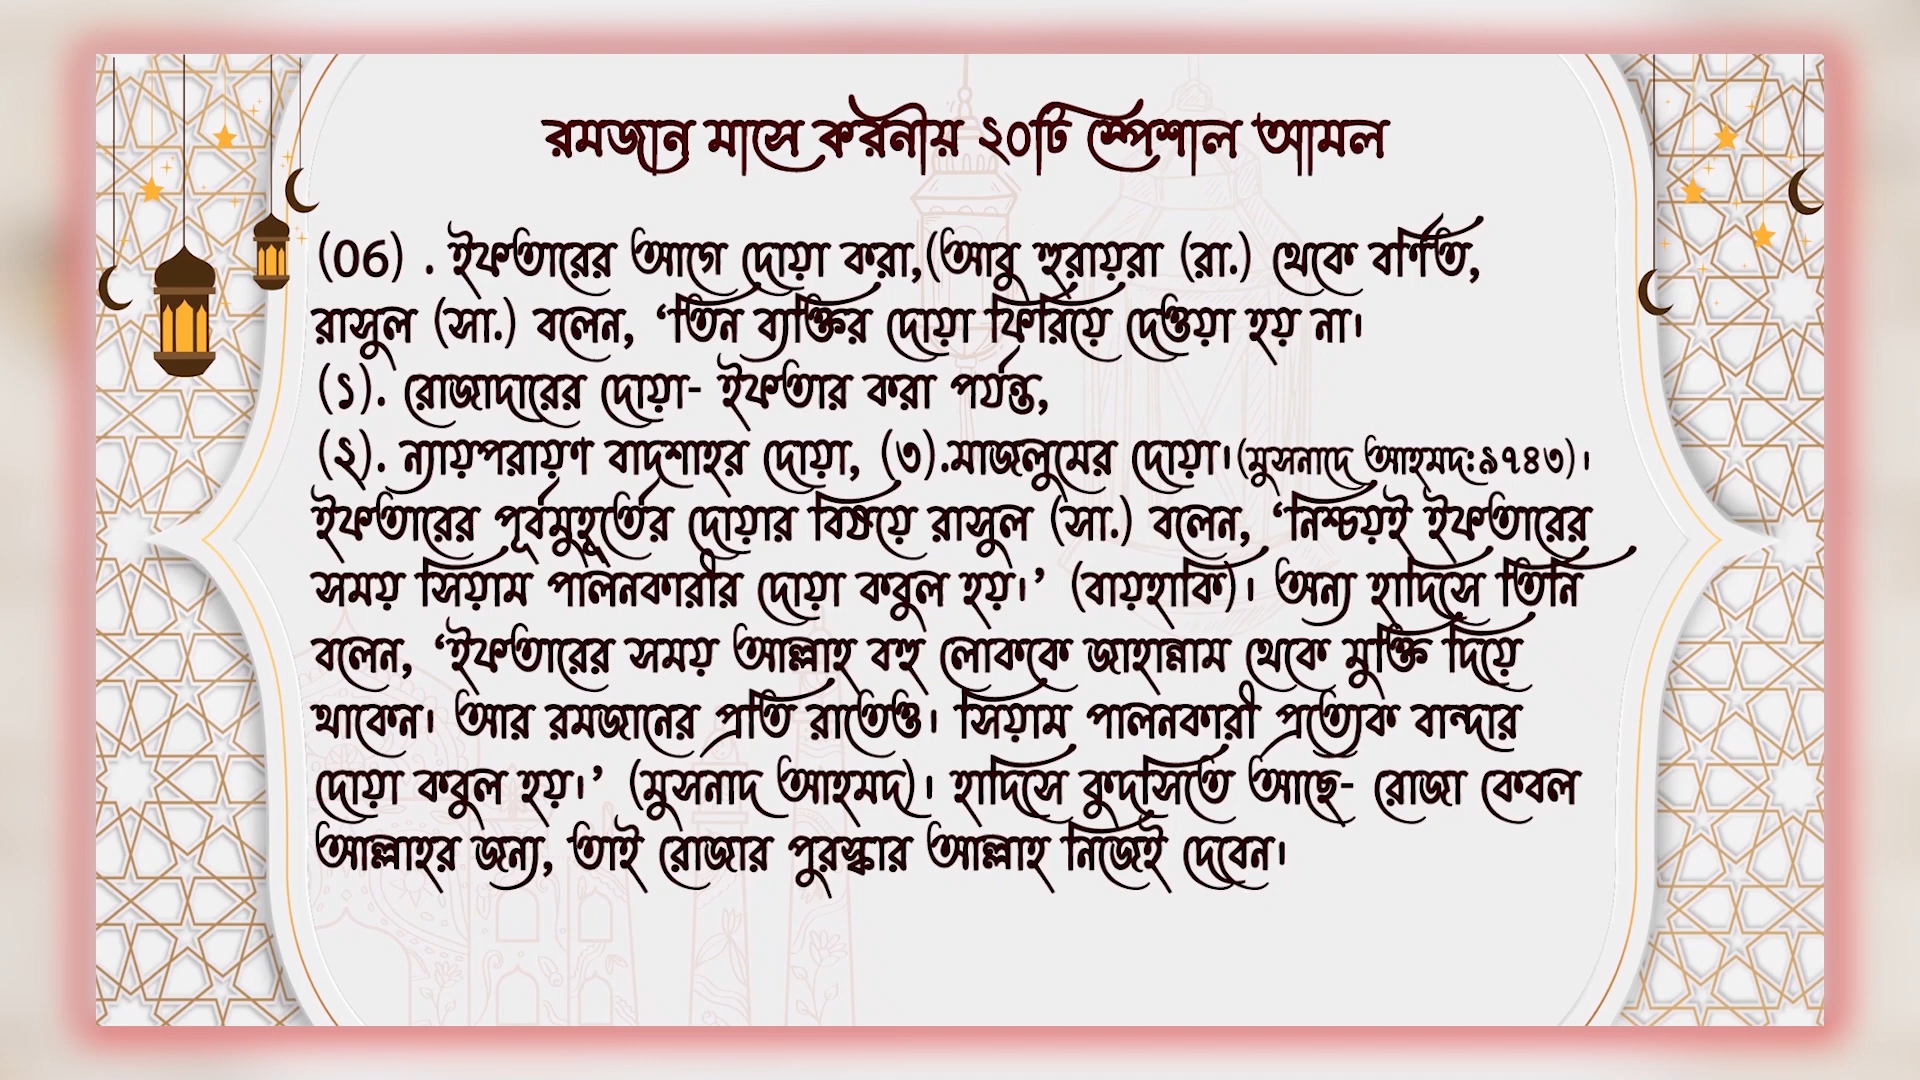 রমজান মাসে করনীয় ২০টি স্পেশাল আমল
(06) . ইফতারের আগে দোয়া করা,(আবু হুরায়রা (রা.) থেকে বর্ণিত,
রাসুল (সা.) বলেন, ‘তিন ব্যক্তির দোয়া ফিরিয়ে দেওয়া হয় না।
(১). রোজাদারের দোয়া- ইফতার করা পর্যন্ত,
(২). ন্যায়পরায়ণ বাদশাহর দোয়া, (৩).মাজলুমের দোয়া।(মুসনাদে আহমদ:৯৭৪৩)।
ইফতারের পূর্বমুহূর্তের দোয়ার বিষয়ে রাসুল (সা.) বলেন, ‘নিশ্চয়ই ইফতারের
সময় সিয়াম পালনকারীর দোয়া কবুল হয়।’ (বায়হাকি)। অন্য হাদিসে তিনি
বলেন, ‘ইফতারের সময় আল্লাহ বহু লোককে জাহান্নাম থেকে মুক্তি দিয়ে
থাকেন। আর রমজানের প্রতি রাতেও। সিয়াম পালনকারী প্রত্যেক বান্দার
দোয়া কবুল হয়।’ (মুসনাদ আহমদ)। হাদিসে কুদসিতে আছে- রোজা কেবল
আল্লাহর জন্য, তাই রোজার পুরস্কার আল্লাহ নিজেই দেবেন।